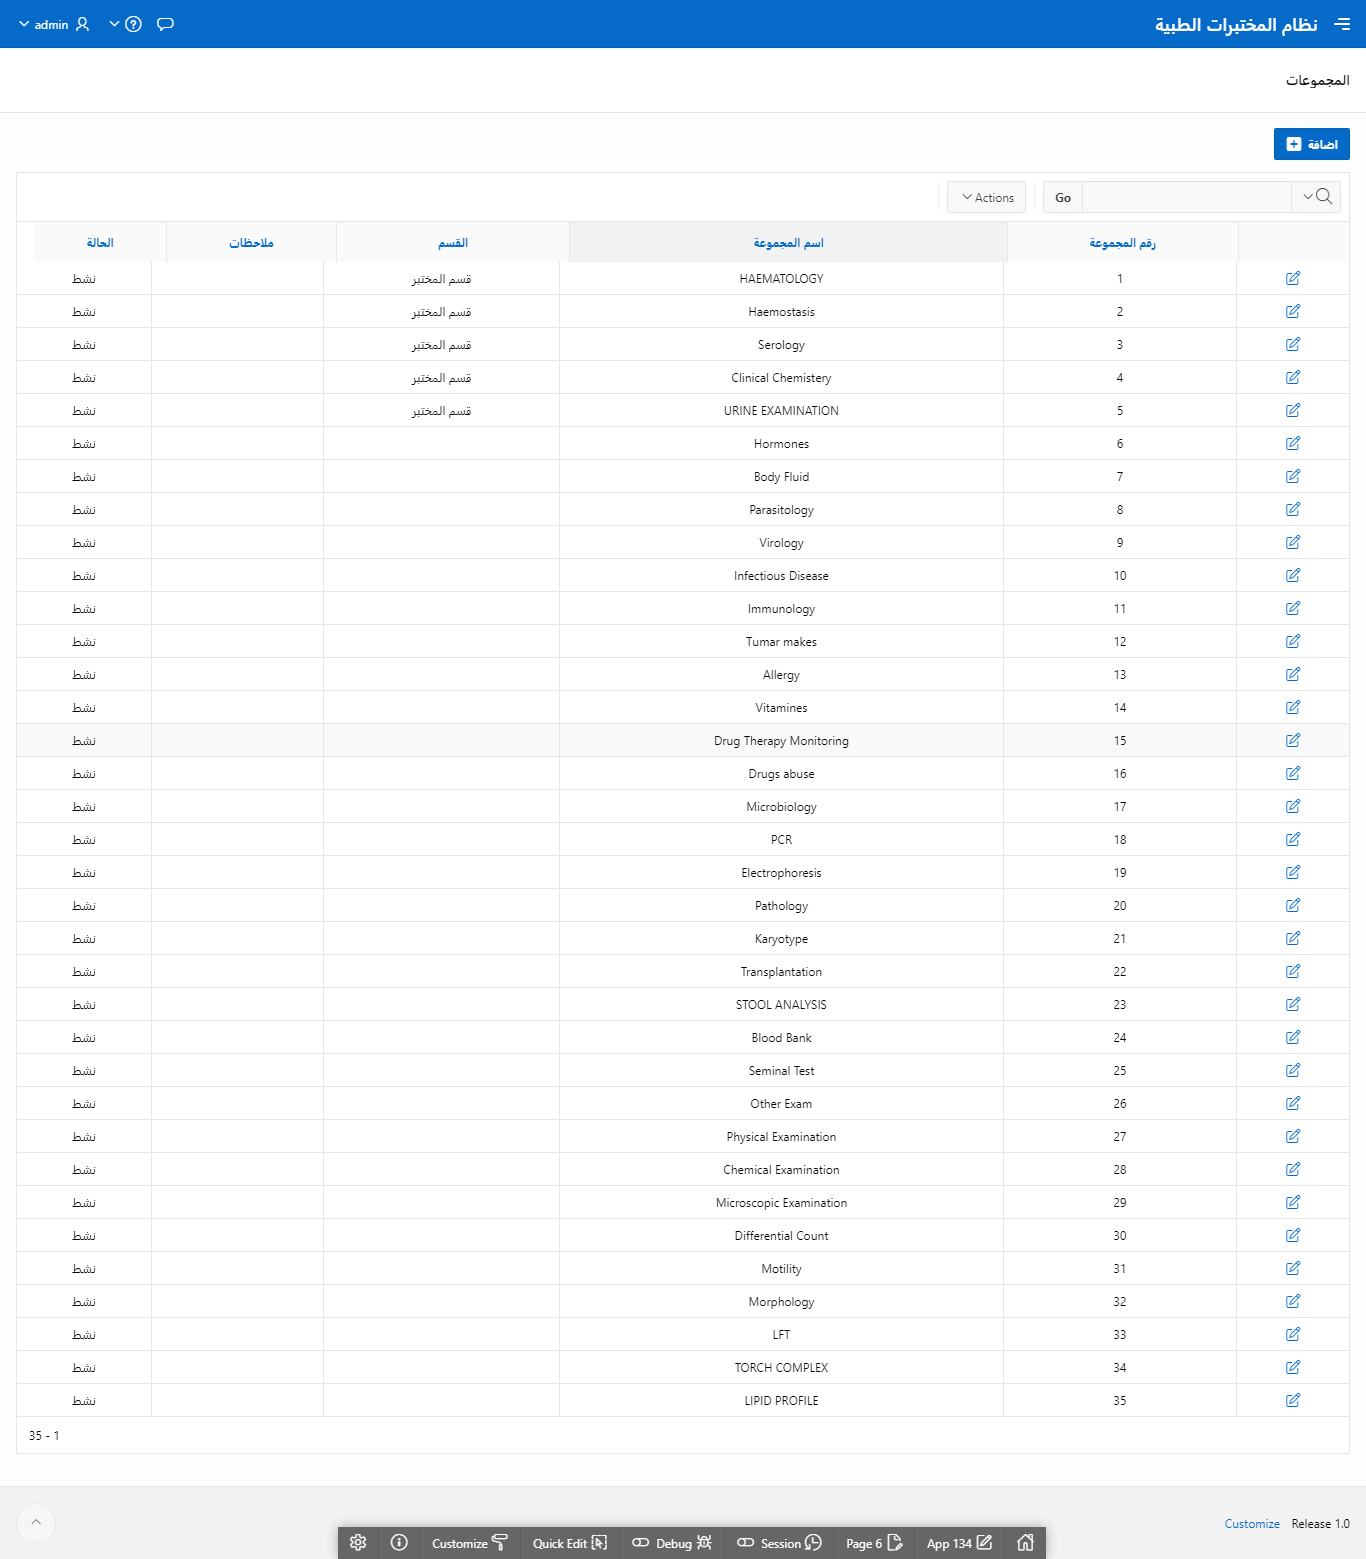 نظام المختبرات الطبية
admin
المجموعات
اضافة
Go
Actions
رقم المجموعة اسم المجموعة القسم ملاحظات الحالة
1 HAEMATOLOGY قسم المختبر نشط
2 Haemostasis قسم المختبر نشط
3 Serology قسم المختبر نشط
4 Clinical Chemistery قسم المختبر نشط
5 URINE EXAMINATION قسم المختبر نشط
6 Hormones نشط
7 Body Fluid نشط
8 Parasitology نشط
9 Virology نشط
10 Infectious Disease نشط
11 Immunology نشط
12 Tumar makes نشط
13 Allergy نشط
14 Vitamines نشط
15 Drug Therapy Monitoring نشط
16 Drugs abuse نشط
17 Microbiology نشط
18 PCR نشط
19 Electrophoresis نشط
20 Pathology نشط
21 Karyotype نشط
22 Transplantation نشط
23 STOOL ANALYSIS نشط
24 Blood Bank نشط
25 Seminal Test نشط
26 Other Exam نشط
27 Physical Examination نشط
28 Chemical Examination نشط
29 Microscopic Examination نشط
30 Differential Count نشط
31 Motility نشط
32 Morphology نشط
33 LFT نشط
34 TORCH COMPLEX نشط
35 LIPID PROFILE نشط
35 - 1
Customize Release 1.0
Customize Quick Edit Debug Session Page 6 App 134